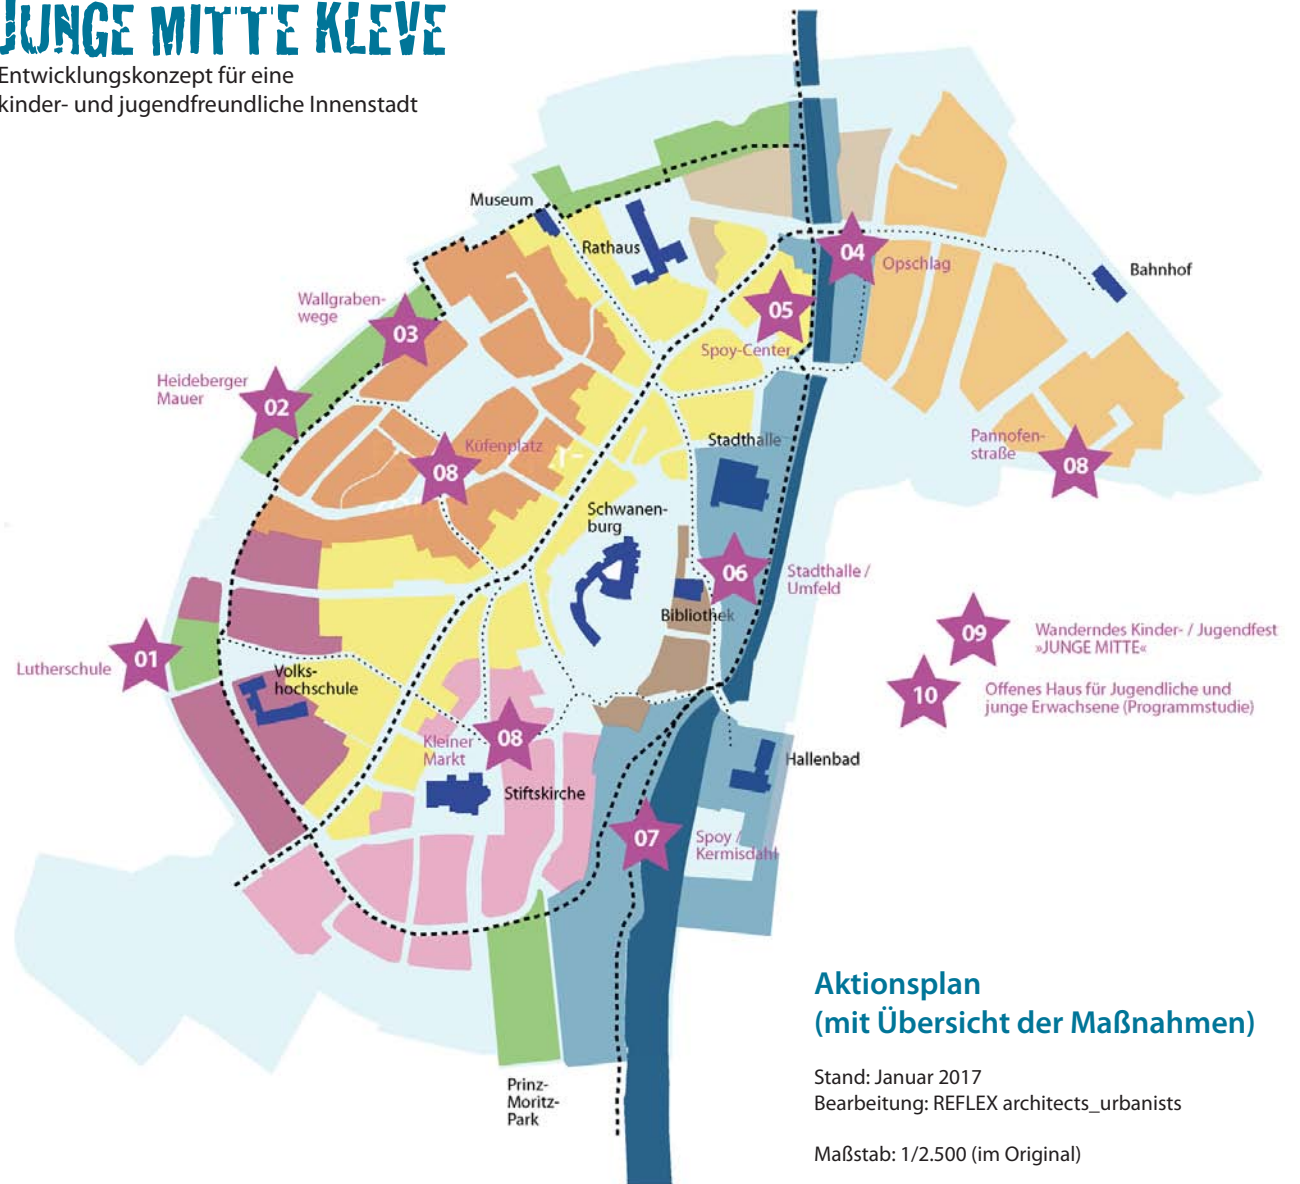 JUNGE MITTE KLEVE
Entwicklungskonzept für eine
kinder- und jugendfreundliche Innenstadt
Museum
Rathaus
04
Opschlag
Bahnhof
Wallgraben-
wege
03
05
Spoy-Center
Heideberger
Mauer
02
Küfenplatz
08
Stadthalle
Pannofen-
straße
08
Schwanen-
burg
06
Stadthalle /
Umfeld
Bibliothek
09
Wanderndes Kinder- / Jugendfest
»JUNGE MITTE«
10
Offenes Haus für Jugendliche und
junge Erwachsene (Programmstudie)
Lutherschule
01
Volks-
hochschule
Kleiner
Markt
08
Stiftskirche
Hallenbad
07
Spoy /
Kermisdahl
Prinz-
Moritz-
Park
Aktionsplan
(mit Übersicht der Maßnahmen)
Stand: Januar 2017
Bearbeitung: REFLEX architects_urbanists
Maßstab: 1/2.500 (im Original)